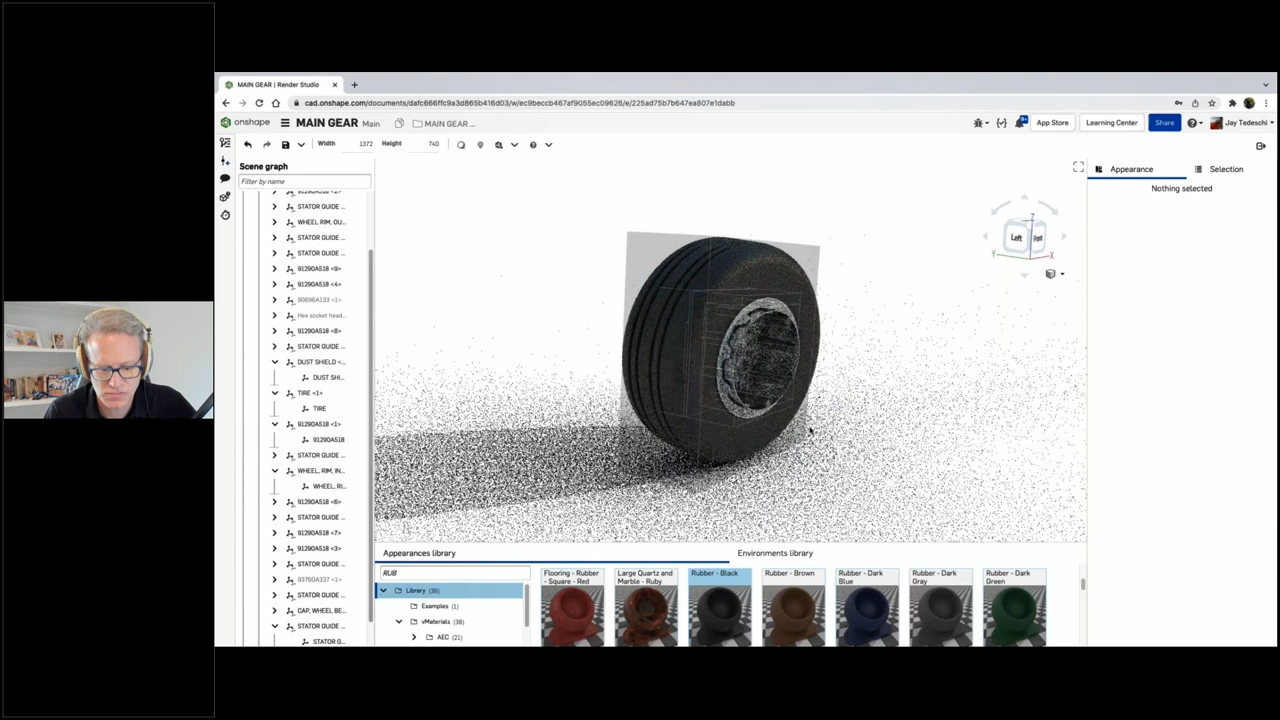 MAIN GEAR | Render Studio
cad.onshape.com/documents/dafc666ffc9a3d865b416d03/w/ec9beccb467af9055ec09626/e/225ad75b7b647ea807e1dabb
onshape MAIN GEAR Main MAIN GEAR ... 9+ App Store Learning Center Share Jay Tedeschi
Width 1372 Height 740
Scene graph
Filter by name
91290A518 <2>
STATOR GUIDE ...
WHEEL RIM, OU...
STATOR GUIDE ...
STATOR GUIDE ...
91290A518 <9>
91290A518 <4>
90696A133 <1>
Hex socket head...
91290A518 <8>
STATOR GUIDE ...
DUST SHIELD <...
DUST SHI...
TIRE <1>
TIRE
91290A518 <1>
91290A518
STATOR GUIDE ...
WHEEL, RIM, IN...
WHEEL, RI...
91290A518 <6>
STATOR GUIDE ...
91290A518 <7>
91290A518 <3>
STATOR GUIDE ...
93760A337 <1>
STATOR GUIDE ...
CAP, WHEEL BE...
STATOR GUIDE ...
STATOR G...
Z
Left
Y
X
Appearance Selection
Nothing selected
Appearances library Environments library
RUB
Library (39)
Examples (1)
vMaterials (38)
AEC (21)
Flooring - Rubber - Square - Red
Large Quartz and Marble - Ruby
Rubber - Black
Rubber - Brown
Rubber - Dark Blue
Rubber - Dark Gray
Rubber - Dark Green